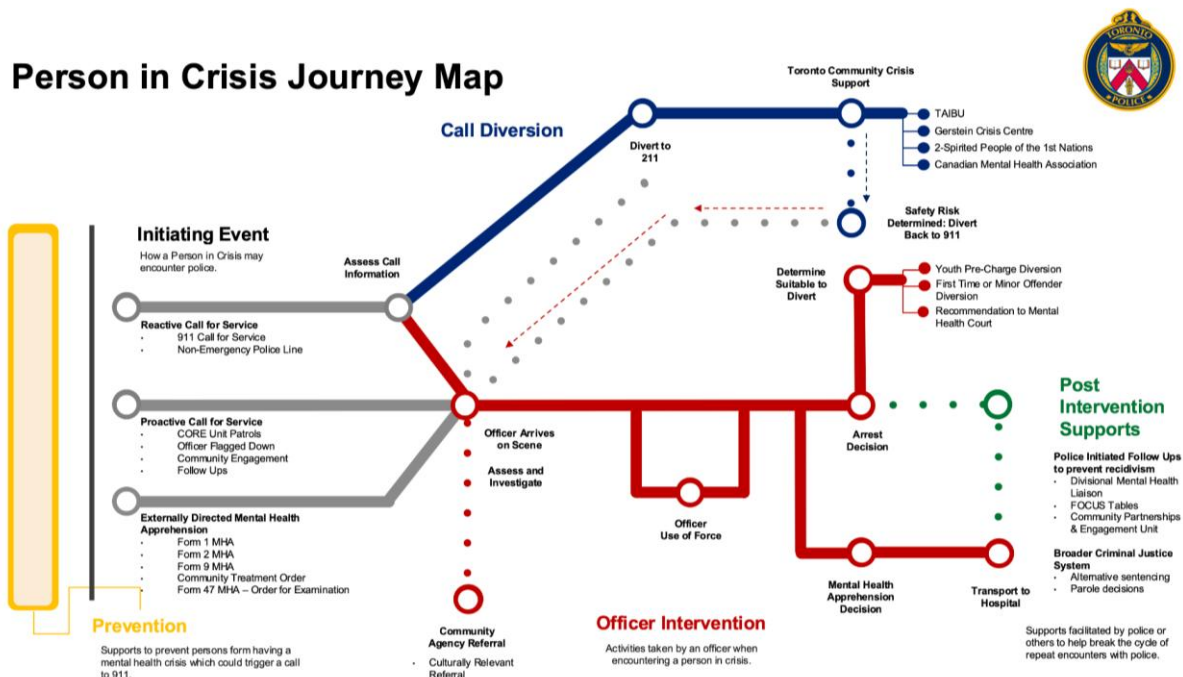 Person in Crisis Journey Map
TORONTO
POLICE
Call Diversion
Toronto Community Crisis
Support
TAIBU
Gerstein Crisis Centre
2-Spirited People of the 1st Nations
Canadian Mental Health Association
Divert to
211
Safety Risk
Determined: Divert
Back to 911
Initiating Event
How a Person in Crisis may
encounter police.
Assess Call
Information
Determine
Suitable to
Divert
Youth Pre-Charge Diversion
First Time or Minor Offender
Diversion
Recommendation to Mental
Health Court
Reactive Call for Service
· 911 Call for Service
· Non-Emergency Police Line
Proactive Call for Service
· CORE Unit Patrols
· Officer Flagged Down
· Community Engagement
· Follow Ups
Officer Arrives
on Scene
Assess and
Investigate
Arrest
Decision
Post
Intervention
Supports
Police Initiated Follow Ups
to prevent recidivism
· Divisional Mental Health
Liaison
· FOCUS Tables
· Community Partnerships
& Engagement Unit
Broader Criminal Justice
System
· Alternative sentencing
· Parole decisions
Supports facilitated by police or
others to help break the cycle of
repeat encounters with police.
Externally Directed Mental Health
Apprehension
· Form 1 MHA
· Form 2 MHA
· Form 9 MHA
· Community Treatment Order
· Form 47 MHA – Order for Examination
Officer
Use of Force
Mental Health
Apprehension
Decision
Transport to
Hospital
Prevention
Supports to prevent persons form having a
mental health crisis which could trigger a call
to 911.
Community
Agency Referral
· Culturally Relevant
Referral
Officer Intervention
Activities taken by an officer when
encountering a person in crisis.